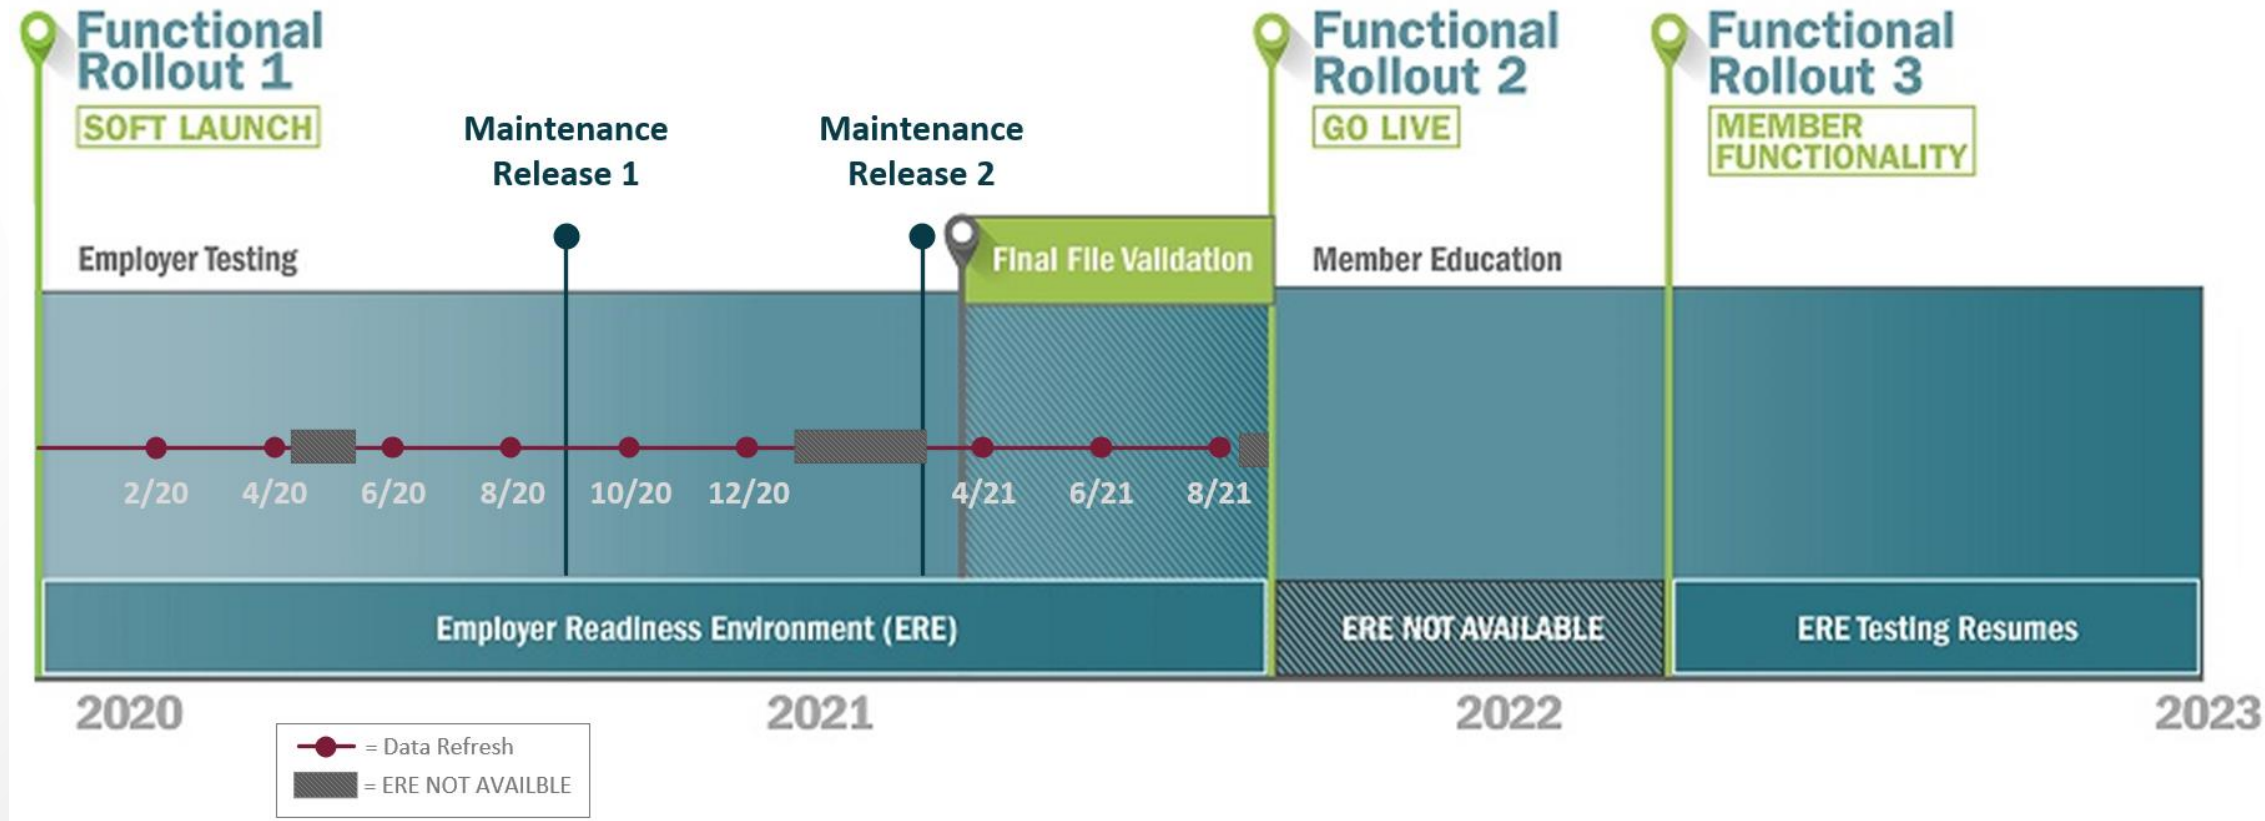 Functional
Rollout 1
SOFT LAUNCH
Maintenance
Release 1
Maintenance
Release 2
Functional
Rollout 2
GO LIVE
Functional
Rollout 3
MEMBER
FUNCTIONALITY
Employer Testing
Final File Validation
Member Education
2/20
4/20
6/20
8/20
10/20
12/20
4/21
6/21
8/21
Employer Readiness Environment (ERE)
ERE NOT AVAILABLE
ERE Testing Resumes
2020
2021
2022
2023
= Data Refresh
= ERE NOT AVAILBLE